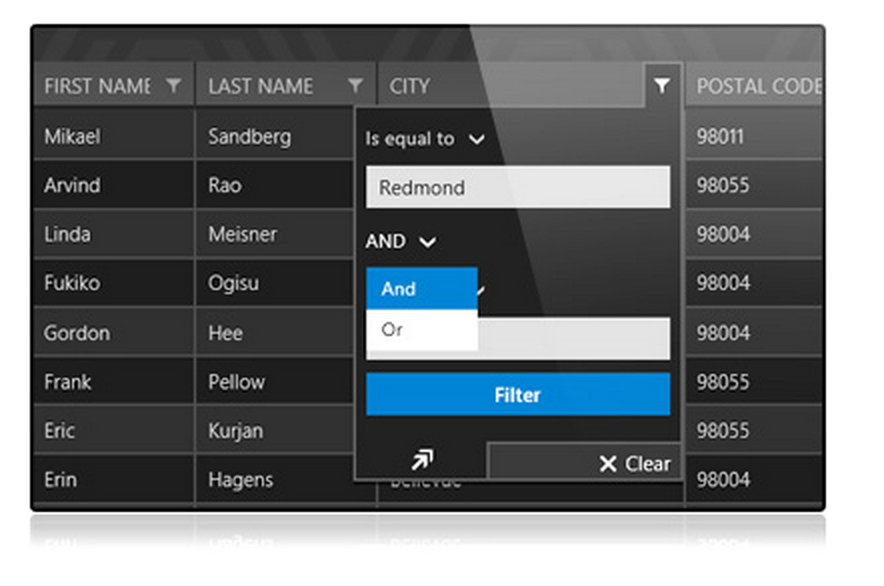 FIRST NAME LAST NAME CITY POSTAL CODE
Mikael Sandberg Is equal to 98011
Arvind Rao Redmond 98055
Linda Meisner AND 98004
Fukiko Ogisu And 98004
Gordon Hee Or 98004
Frank Pellow Filter 98055
Eric Kurjan 98055
Clear
Erin Hagens 98004